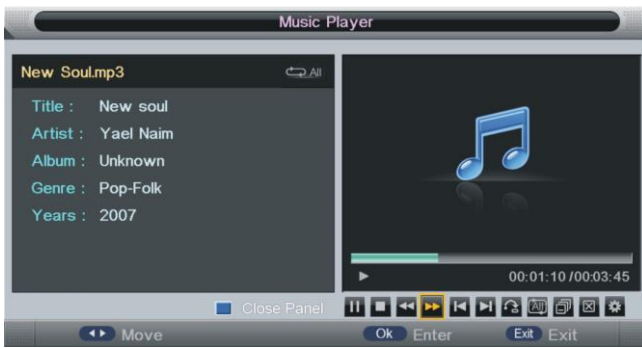 Music Player
New Soul.mp3 All
Title : New soul
Artist : Yael Naim
Album : Unknown
Genre : Pop-Folk
Years : 2007
00:01:10 /00:03:45
Close Panel
All
Move
Ok Enter
Exit Exit